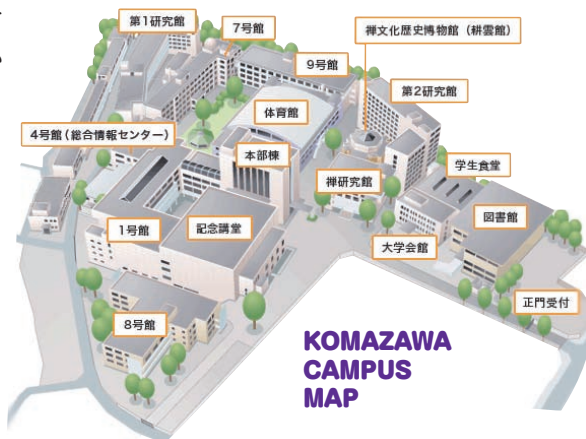 第1研究館
7号館
禅文化歴史博物館（耕雲館）
9号館
第2研究館
体育館
4号館（総合情報センター）
本部棟
学生食堂
禅研究館
図書館
1号館
記念講堂
大学会館
正門受付
8号館
KOMAZAWA
CAMPUS
MAP